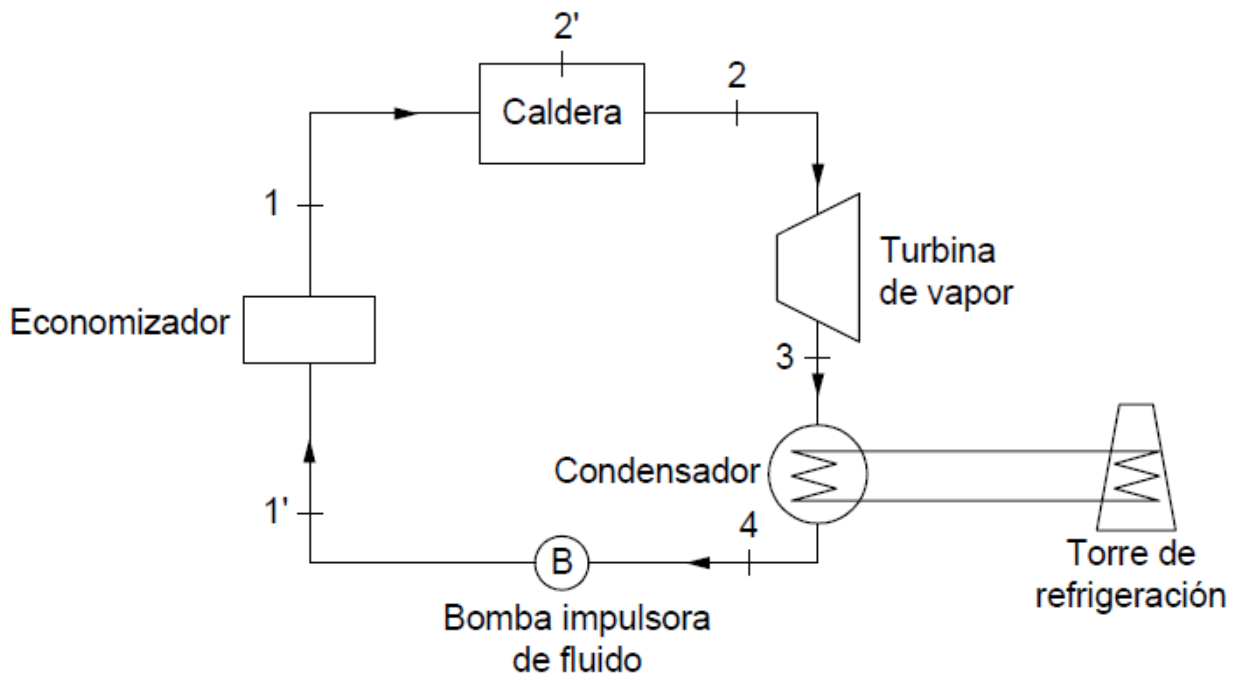 2'
2
Caldera
1
Turbina
de vapor
Economizador
3
Condensador
1'
4
B
Torre de
refrigeración
Bomba impulsora
de fluido